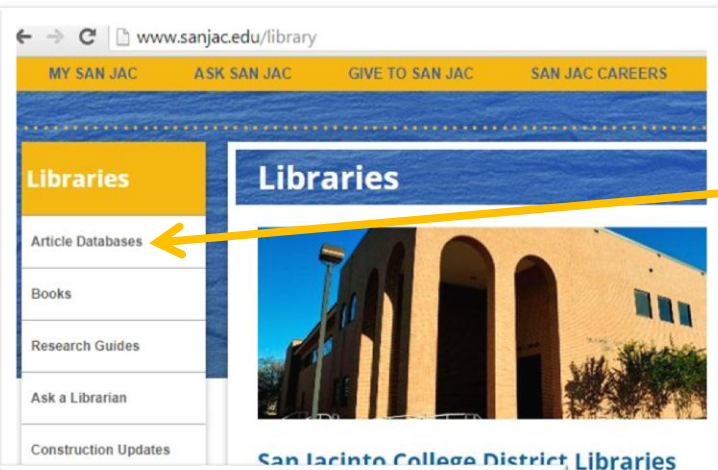 www.sanjac.edu/library
MY SAN JAC ASK SAN JAC GIVE TO SAN JAC SAN JAC CAREERS
Libraries
Libraries
Article Databases
Books
Research Guides
Ask a Librarian
Construction Updates
San Jacinto College District Libraries